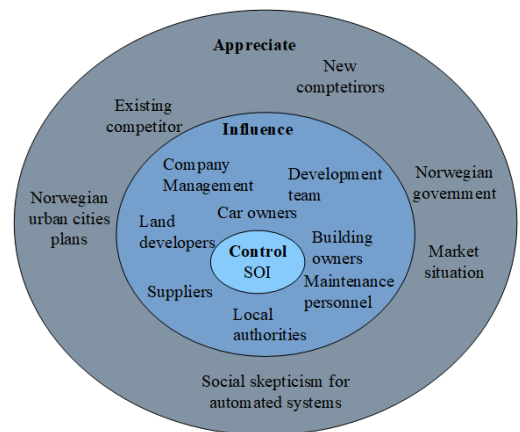 Appreciate
New
comptetirors
Existing
competitor
Influence
Company
Management
Development
team
Norwegian
government
Norwegian
urban cities
plans
Car owners
Land
developers
Building
owners
Control
SOI
Market
situation
Maintenance
personnel
Suppliers
Local
authorities
Social skepticism for
automated systems